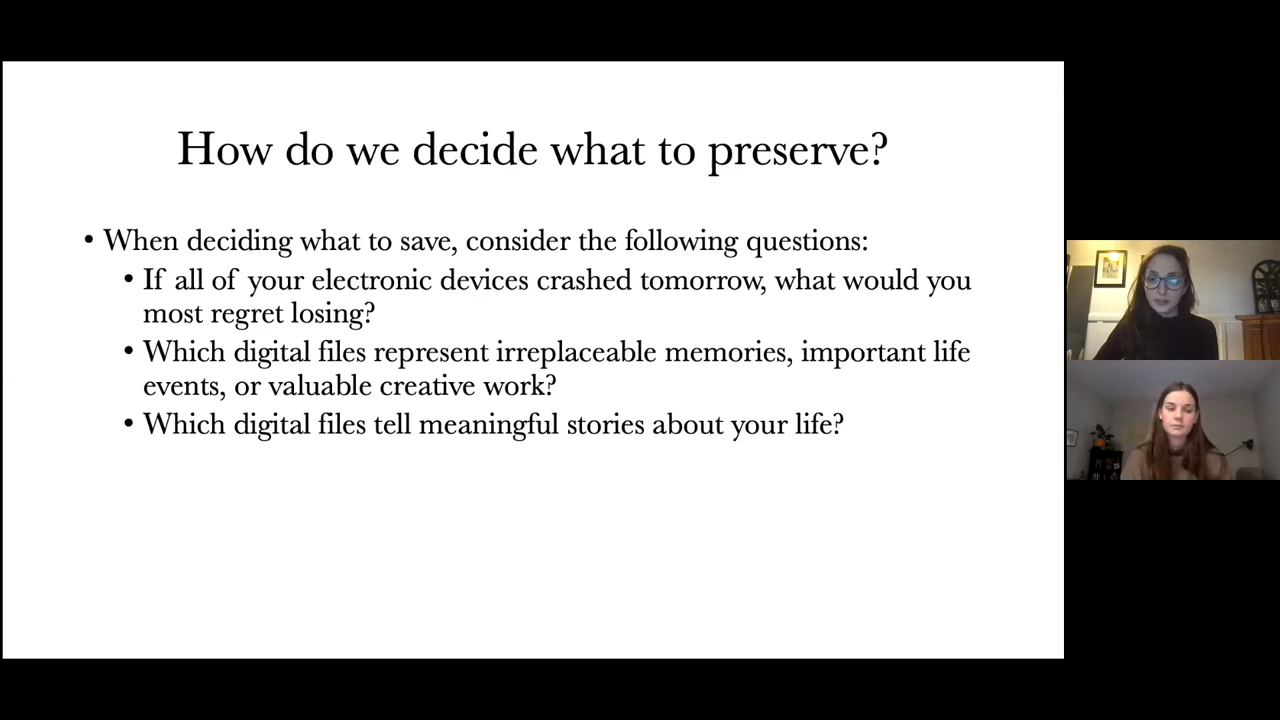 How do we decide what to preserve?
• When deciding what to save, consider the following questions:
• If all of your electronic devices crashed tomorrow, what would you
most regret losing?
• Which digital files represent irreplaceable memories, important life
events, or valuable creative work?
• Which digital files tell meaningful stories about your life?